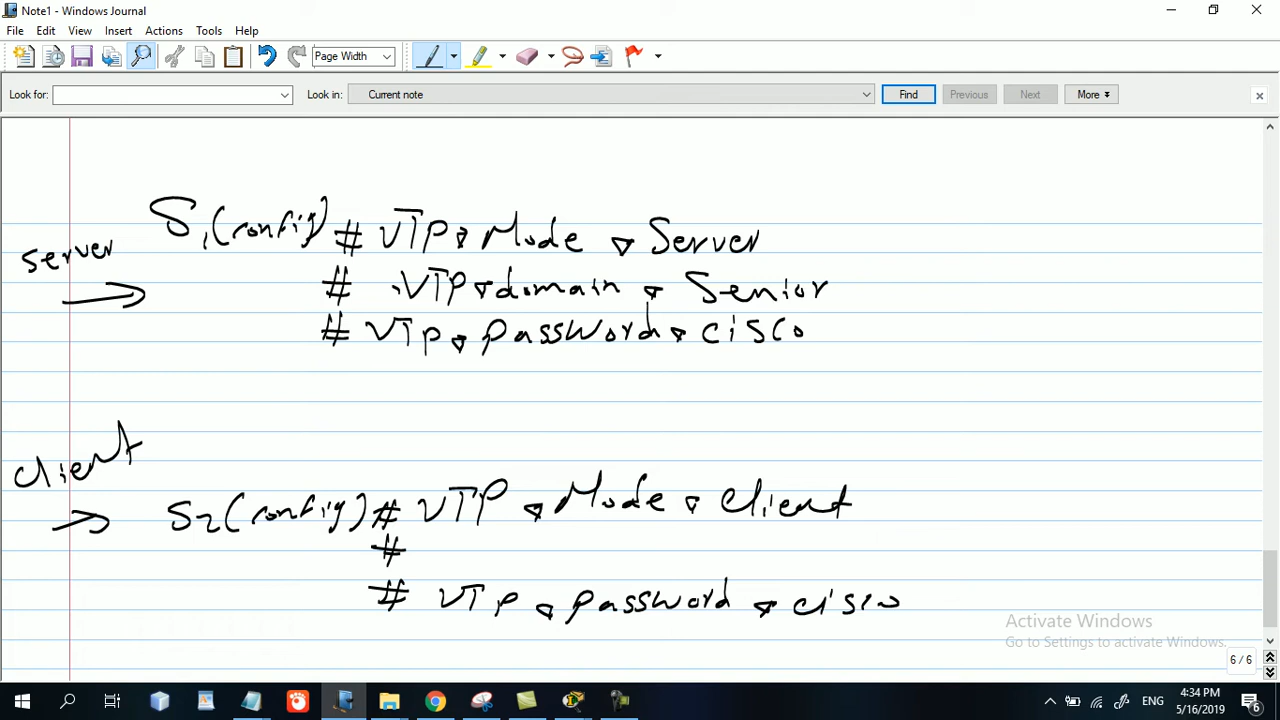 Note1 - Windows Journal
File Edit View Insert Actions Tools Help
Page Width
Look for: Look in: Current note Find Previous Next More
S1(config)# VTP Mode Server
server
# VTP domain Senior
# VTP password cisco
client
S2(config)# VTP Mode client
#
# VTP password cisco
Activate Windows
Go to Settings to activate Windows.
6 / 6
ENG
4:34 PM
5/16/2019
6